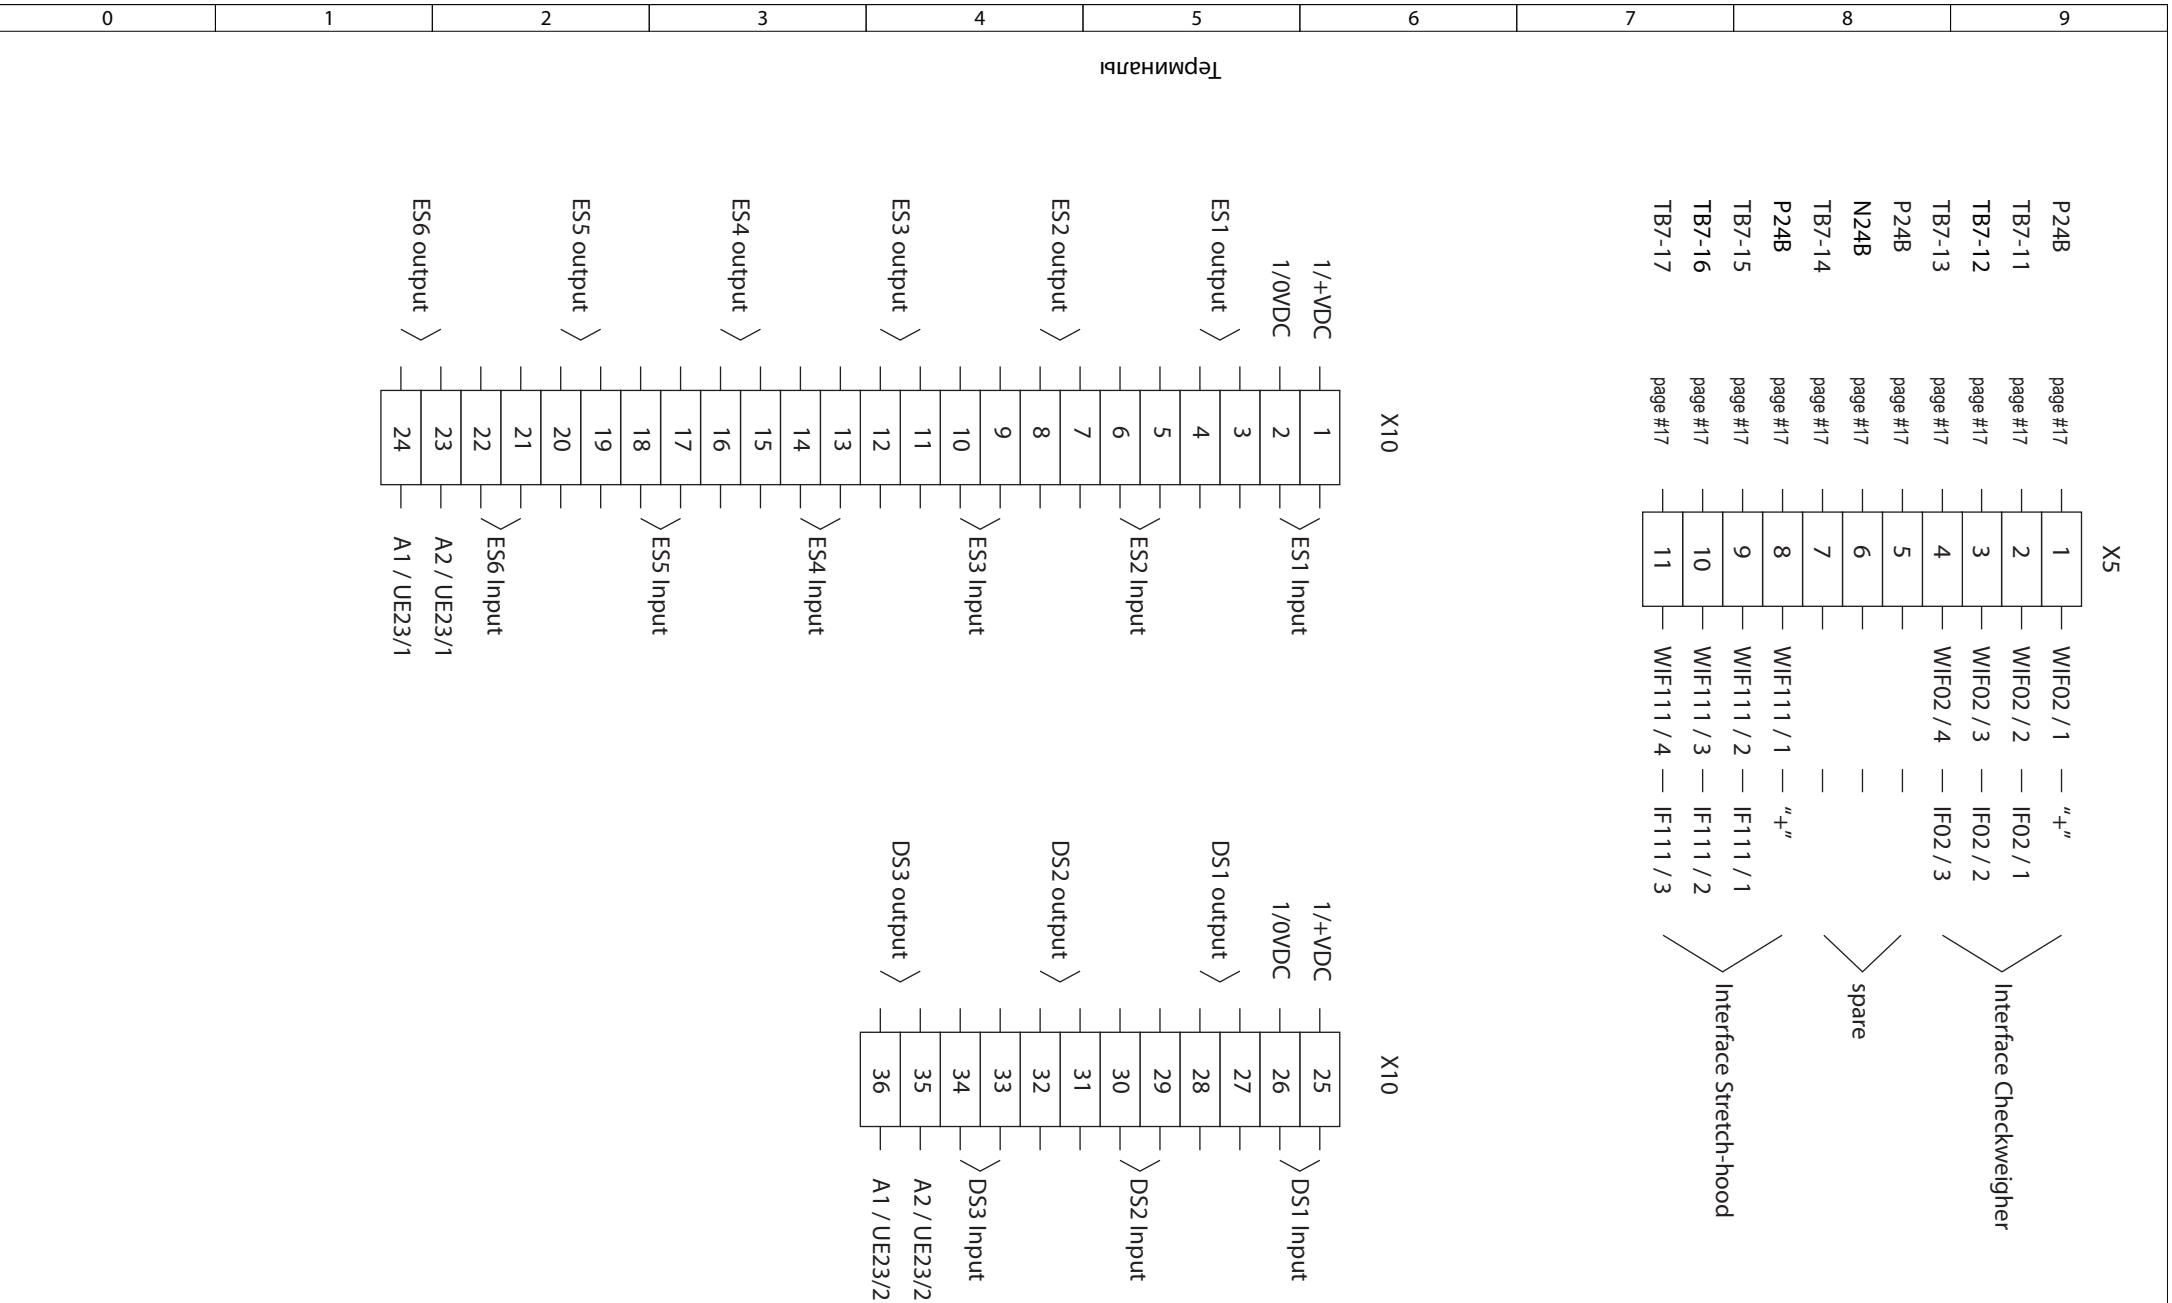 0 1 2 3 4 5 6 7 8 9
Терминалы
X5
P24B page #17 1 WIF02 / 1 "+"
TB7-11 page #17 2 WIF02 / 2 IF02 / 1
TB7-12 page #17 3 WIF02 / 3 IF02 / 2
TB7-13 page #17 4 WIF02 / 4 IF02 / 3
Interface Checkweigher
P24B page #17 5
N24B page #17 6
TB7-14 page #17 7
spare
P24B page #17 8 WIF111 / 1 "+"
TB7-15 page #17 9 WIF111 / 2 IF111 / 1
TB7-16 page #17 10 WIF111 / 3 IF111 / 2
TB7-17 page #17 11 WIF111 / 4 IF111 / 3
Interface Stretch-hood
X10
1/+VDC 1
1/0VDC 2
ES1 Input
ES1 output 3
4
5
6
ES2 Input
ES2 output 7
8
9
10
ES3 Input
ES3 output 11
12
13
14
ES4 Input
ES4 output 15
16
17
18
ES5 Input
ES5 output 19
20
21
22
ES6 Input
ES6 output 23 A2 / UE23/1
24 A1 / UE23/1
X10
1/+VDC 25
1/0VDC 26
DS1 Input
DS1 output 27
28
29
30
DS2 Input
DS2 output 31
32
33
34
DS3 Input
DS3 output 35 A2 / UE23/2
36 A1 / UE23/2